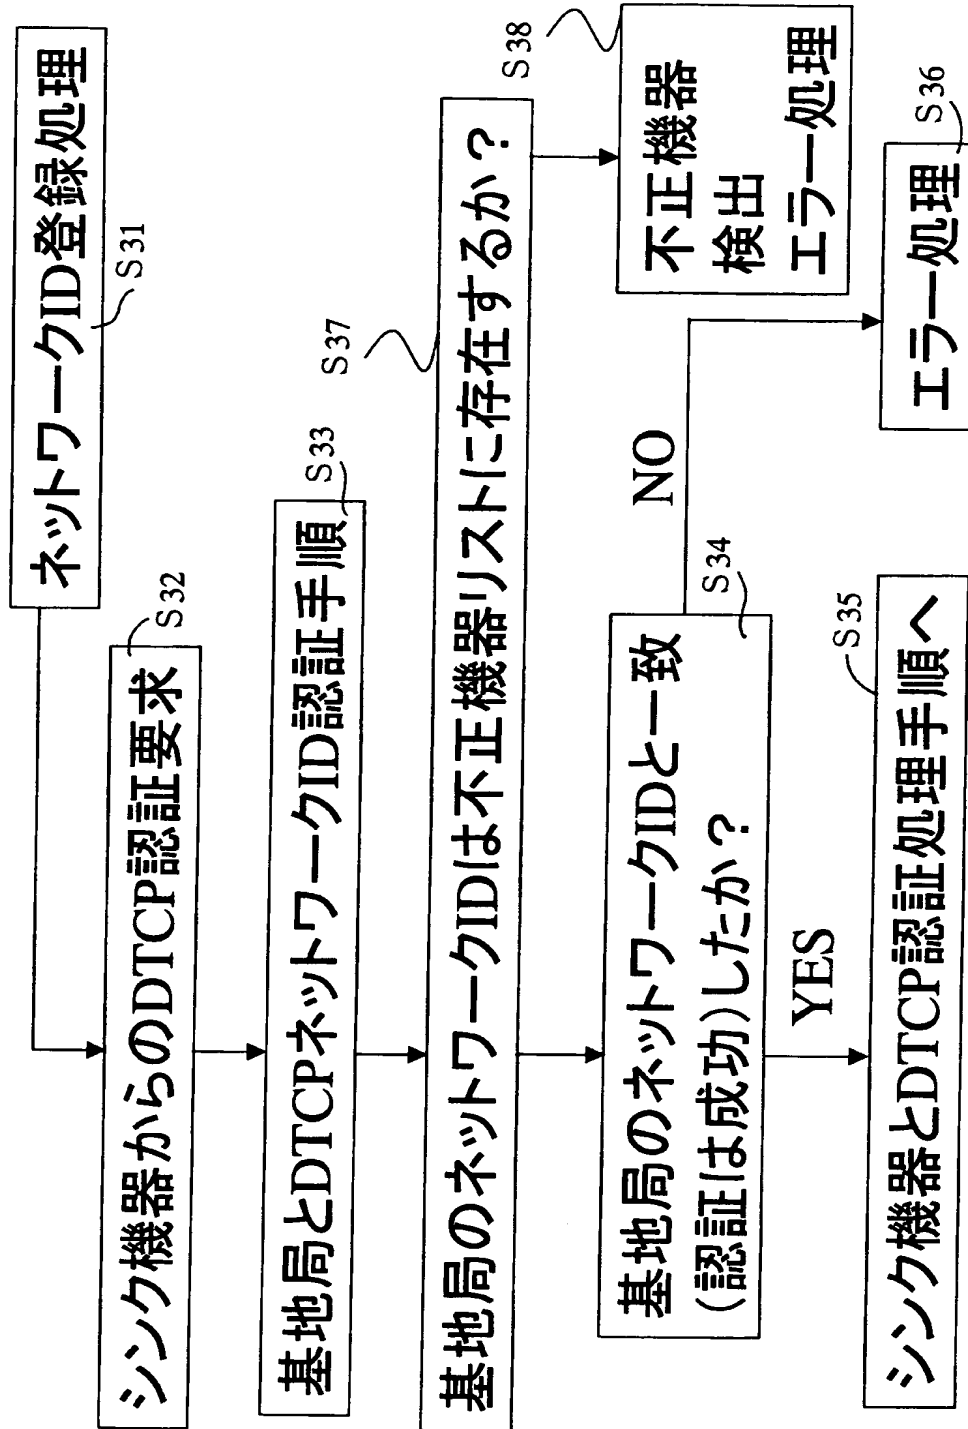 ネットワークID登録処理
S31
シンク機器からのDTCP認証要求
S32
基地局とDTCPネットワークID認証手順
S33
基地局のネットワークIDは不正機器リストに存在するか？
S37
不正機器
検出
エラー処理
S38
基地局のネットワークIDと一致
（認証は成功）したか？
S34
NO
エラー処理
S36
YES
シンク機器とDTCP認証処理手順へ
S35